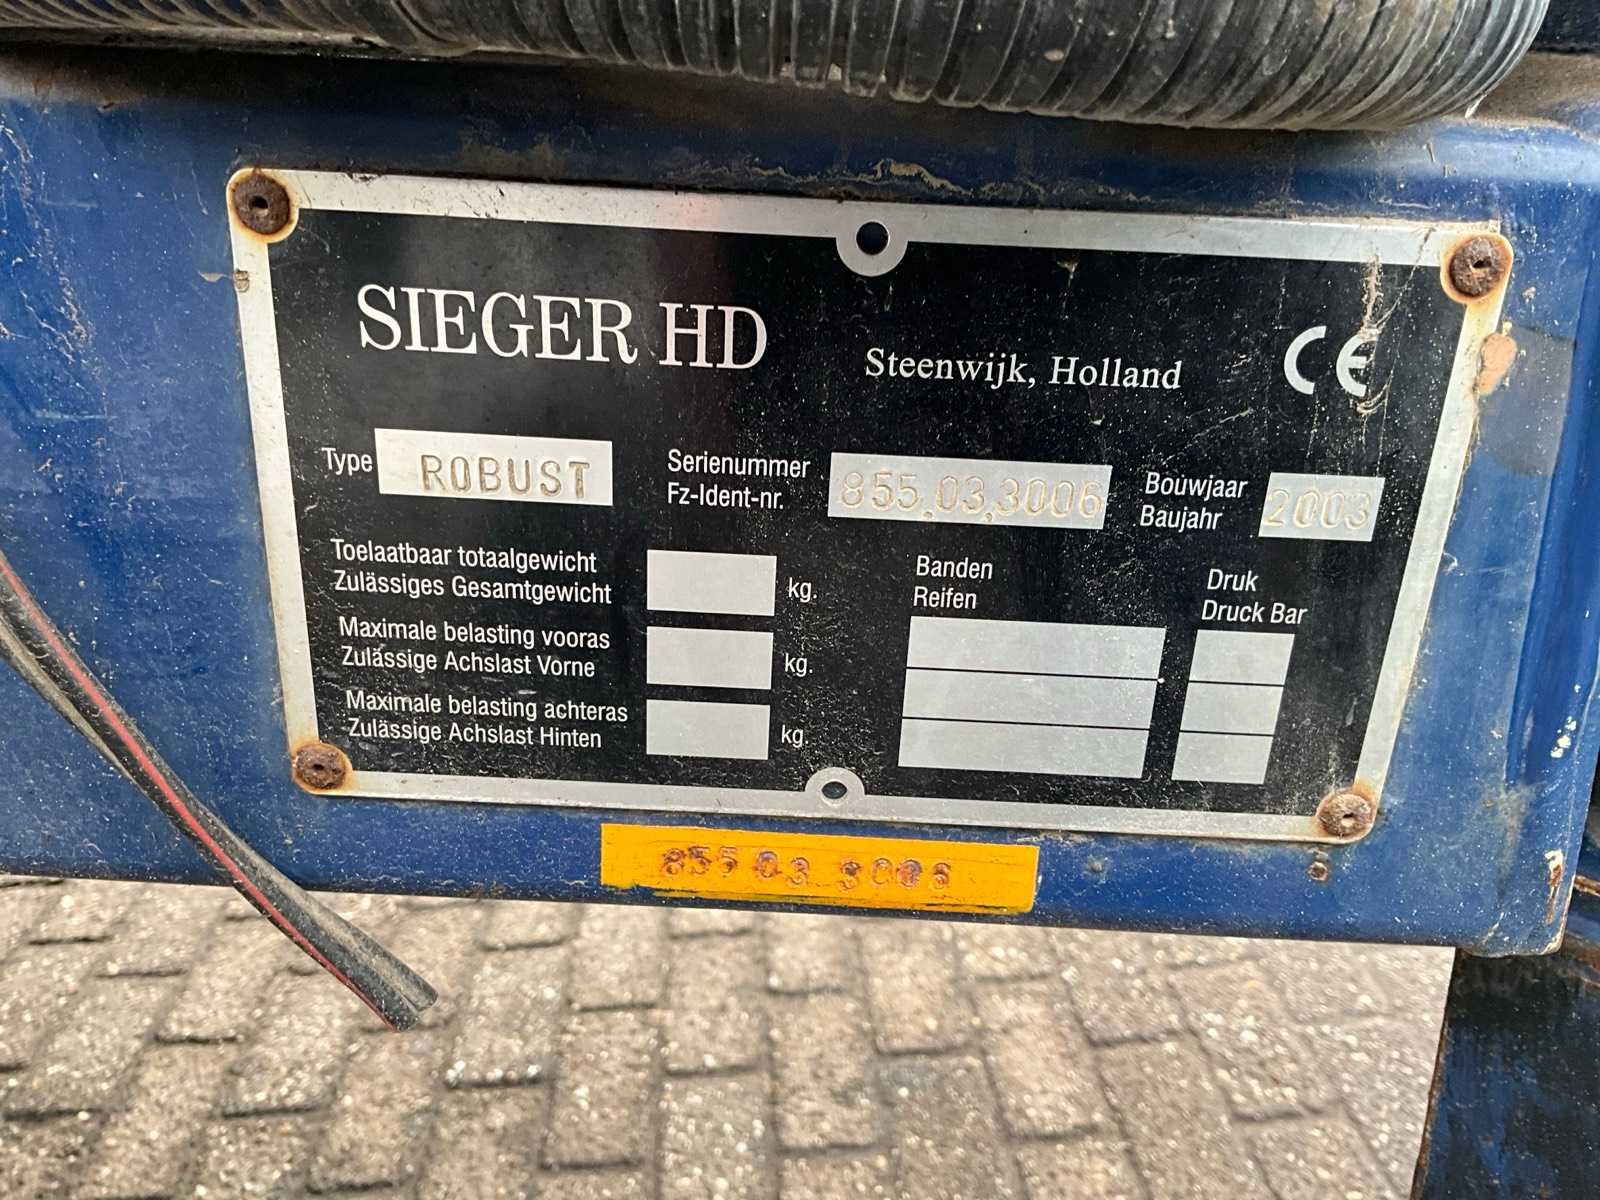 SIEGER HD
Steenwijk, Holland
CE
Type ROBUST
Serienummer
Fz-Ident-nr.
855.03.3006
Bouwjaar
Baujahr
2003
Toelaatbaar totaalgewicht
Zulässiges Gesamtgewicht
kg.
Maximale belasting vooras
Zulässige Achslast Vorne
kg.
Maximale belasting achteras
Zulässige Achslast Hinten
kg.
Banden
Reifen
Druk
Druck Bar
855 03 3006